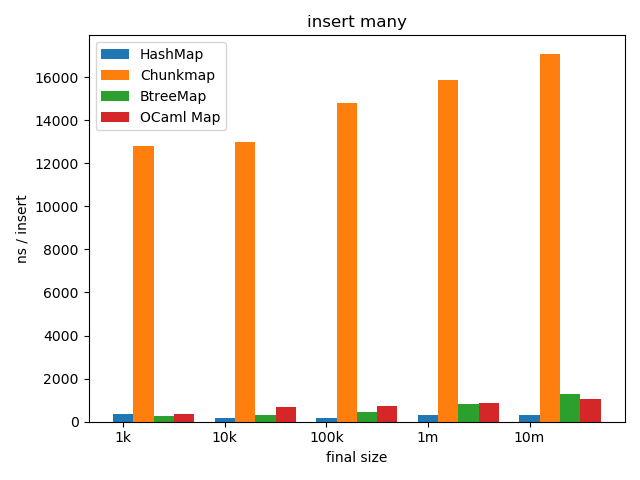 insert many
HashMap
Chunkmap
BtreeMap
OCaml Map
ns / insert
16000
14000
12000
10000
8000
6000
4000
2000
0
1k 10k 100k 1m 10m
final size